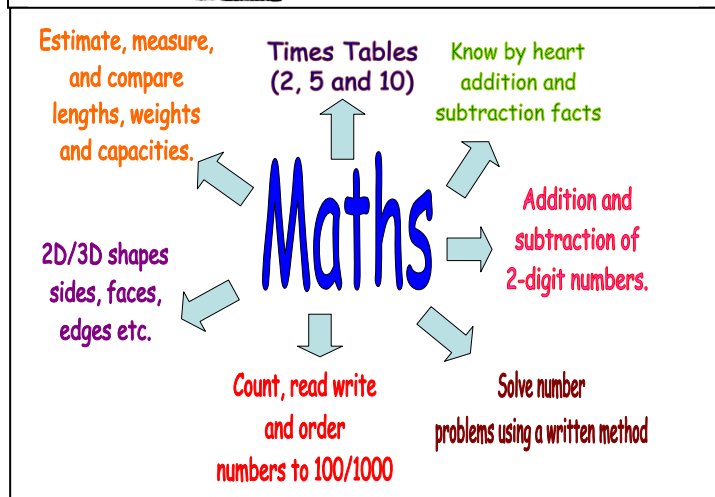 Estimate, measure,
and compare
lengths, weights
and capacities.
Times Tables
(2, 5 and 10)
Know by heart
addition and
subtraction facts
Maths
Addition and
subtraction of
2-digit numbers.
2D/3D shapes
sides, faces,
edges etc.
Count, read write
and order
numbers to 100/1000
Solve number
problems using a written method